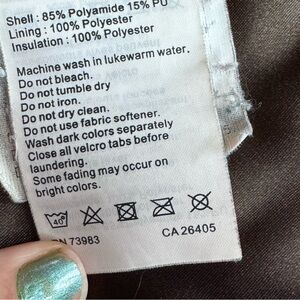 Shell : 85% Polyamide 15% PU
Lining : 100% Polyester
Insulation : 100% Polyester
Machine wash in lukewarm water.
Do not bleach.
Do not tumble dry
Do not iron.
Do not dry clean.
Do not use fabric softener.
Wash dark colors separately
Close all velcro tabs before
laundering.
Some fading may occur on
bright colors.
40
RN 73983 CA 26405